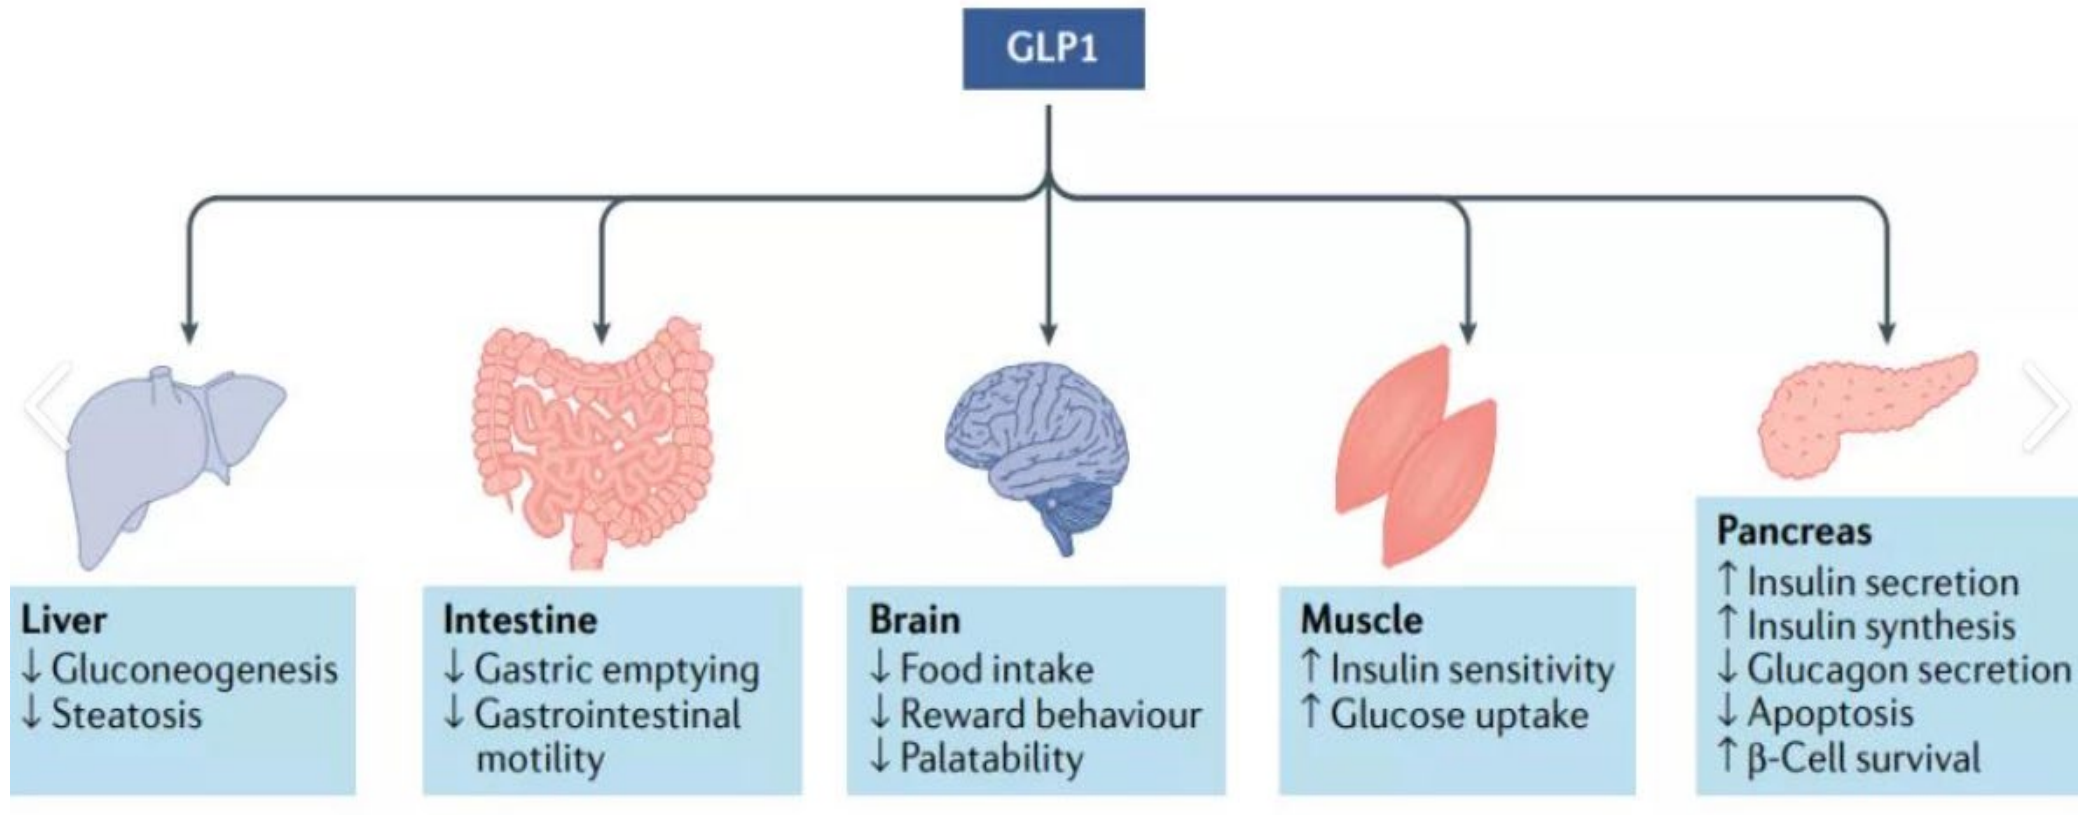 GLP1
Liver
↓ Gluconeogenesis
↓ Steatosis
Intestine
↓ Gastric emptying
↓ Gastrointestinal
motility
Brain
↓ Food intake
↓ Reward behaviour
↓ Palatability
Muscle
↑ Insulin sensitivity
↑ Glucose uptake
Pancreas
↑ Insulin secretion
↑ Insulin synthesis
↓ Glucagon secretion
↓ Apoptosis
↑ β-Cell survival